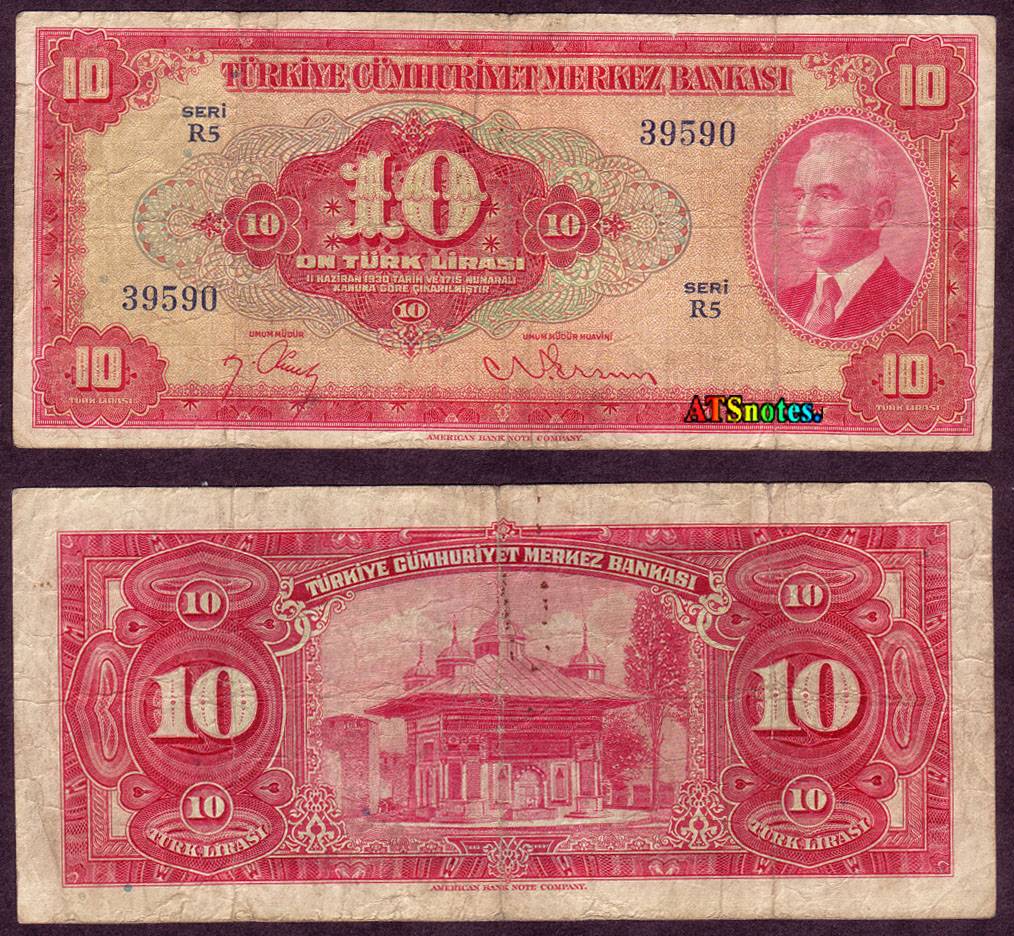 10
TÜRKİYE CÜMHURİYET MERKEZ BANKASI
10
SERİ
R5
39590
10
10
10
ON TÜRK LİRASI
11 HAZİRAN 1930 TARİH VE 1715 NUMARALI
KANUNA GÖRE ÇIKARILMIŞTIR
39590
SERİ
R5
10
UMUM MÜDÜR
UMUM MÜDÜR MUAVİNİ
10
TÜRK LİRASI
10
TÜRK LİRASI
ATSnotes.
AMERICAN BANK NOTE COMPANY.
TÜRKİYE CÜMHURİYET MERKEZ BANKASI
10
10
10
10
10
10
TÜRK LİRASI
TÜRK LİRASI
AMERICAN BANK NOTE COMPANY.